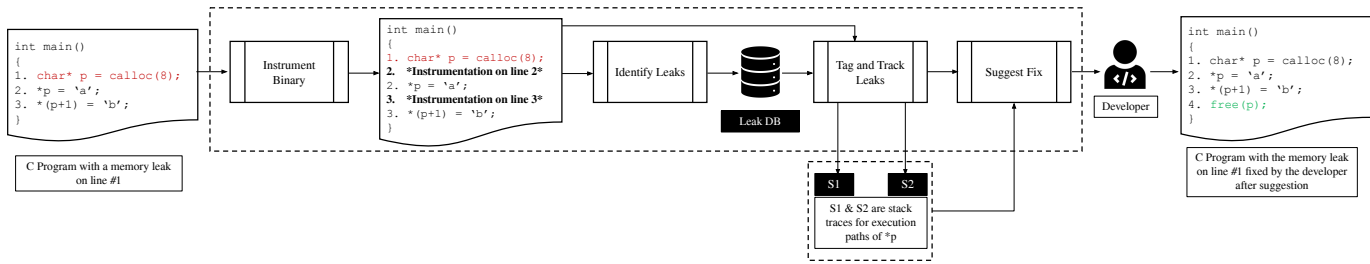 int main()
{
1. char* p = calloc(8);
2. *p = ‘a’;
3. *(p+1) = ‘b’;
}
C Program with a memory leak
on line #1
Instrument
Binary
int main()
{
1. char* p = calloc(8);
2. *Instrumentation on line 2*
2. *p = ‘a’;
3. *Instrumentation on line 3*
3. *(p+1) = ‘b’;
}
Identify Leaks
Leak DB
Tag and Track
Leaks
S1
S2
S1 & S2 are stack
traces for execution
paths of *p
Suggest Fix
Developer
int main()
{
1. char* p = calloc(8);
2. *p = ‘a’;
3. *(p+1) = ‘b’;
4. free(p);
}
C Program with the memory leak
on line #1 fixed by the developer
after suggestion